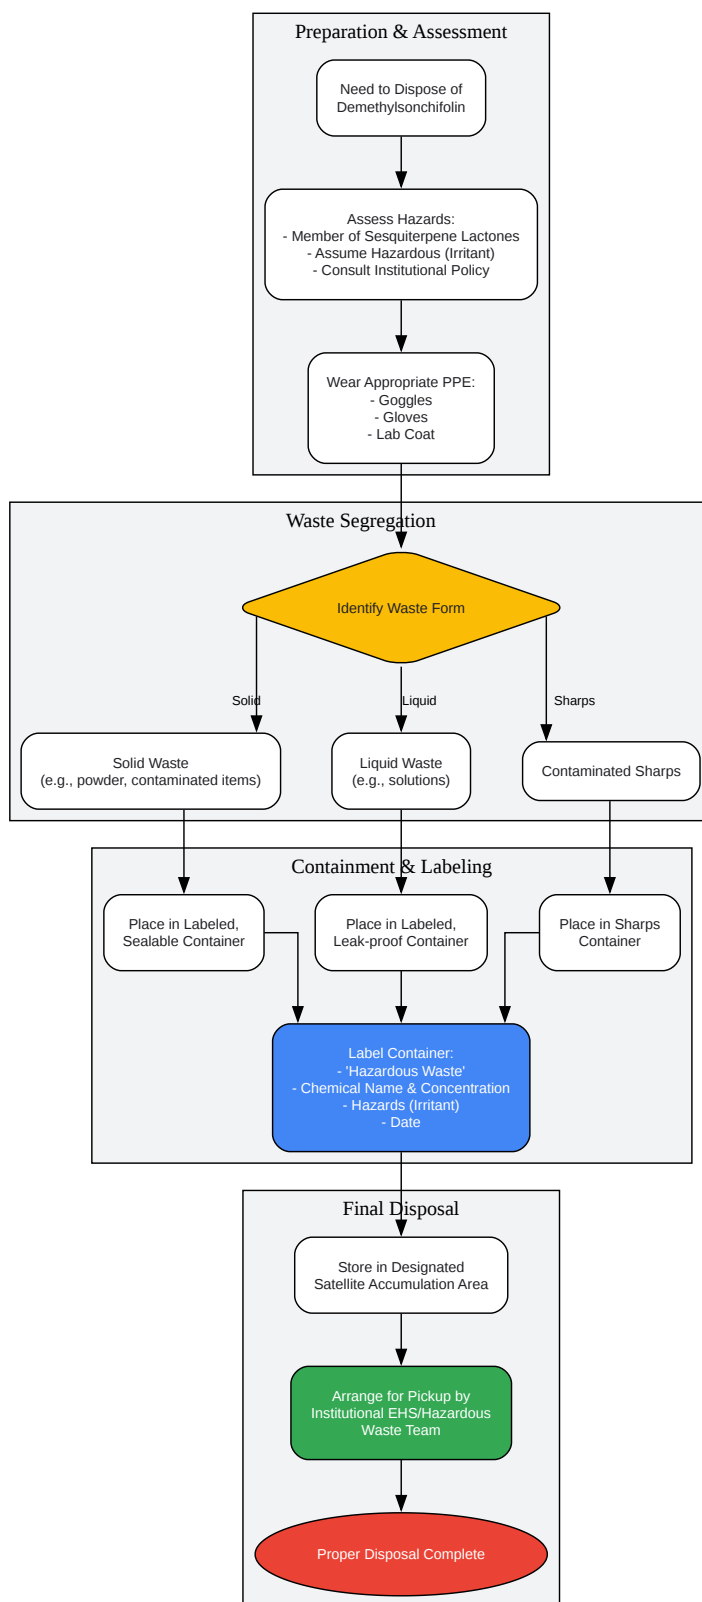 Preparation & Assessment
Need to Dispose of
Demethylsonchifolin
Assess Hazards:
- Member of Sesquiterpene Lactones
- Assume Hazardous (Irritant)
- Consult Institutional Policy
Wear Appropriate PPE:
- Goggles
- Gloves
- Lab Coat
Waste Segregation
Identify Waste Form
Solid
Liquid
Sharps
Solid Waste
(e.g., powder, contaminated items)
Liquid Waste
(e.g., solutions)
Contaminated Sharps
Containment & Labeling
Place in Labeled,
Sealable Container
Place in Labeled,
Leak-proof Container
Place in Sharps
Container
Label Container:
- 'Hazardous Waste'
- Chemical Name & Concentration
- Hazards (Irritant)
- Date
Final Disposal
Store in Designated
Satellite Accumulation Area
Arrange for Pickup by
Institutional EHS/Hazardous
Waste Team
Proper Disposal Complete